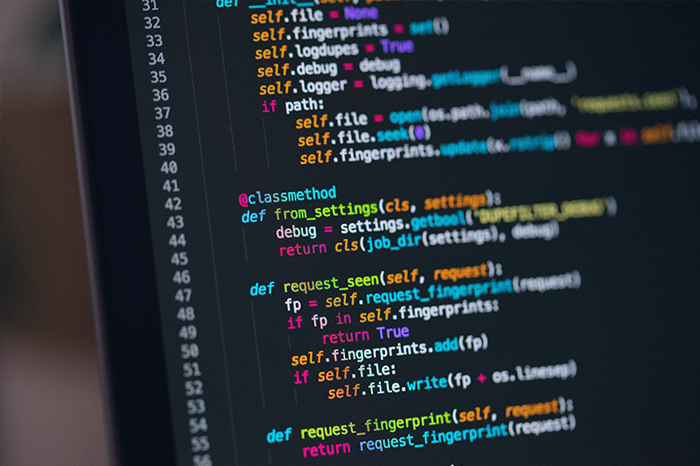 31 def __init__(self, path=
32 self.file = None
33 self.fingerprints = set()
34 self.logdupes = True
35 self.debug = debug
36 self.logger = logging.getLogger(__name__)
37 if path:
38 self.file = open(os.path.join(path, 'requests.seen'),
39 self.file.seek(0)
40 self.fingerprints.update(x.rstrip() for x in self.file
41
42 @classmethod
43 def from_settings(cls, settings):
44 debug = settings.getbool('DUPEFILTER_DEBUG')
45 return cls(job_dir(settings), debug)
46
47 def request_seen(self, request):
48 fp = self.request_fingerprint(request)
49 if fp in self.fingerprints:
50 return True
51 self.fingerprints.add(fp)
52 if self.file:
53 self.file.write(fp + os.linesep)
54
55 def request_fingerprint(self, request):
56 return request_fingerprint(request)